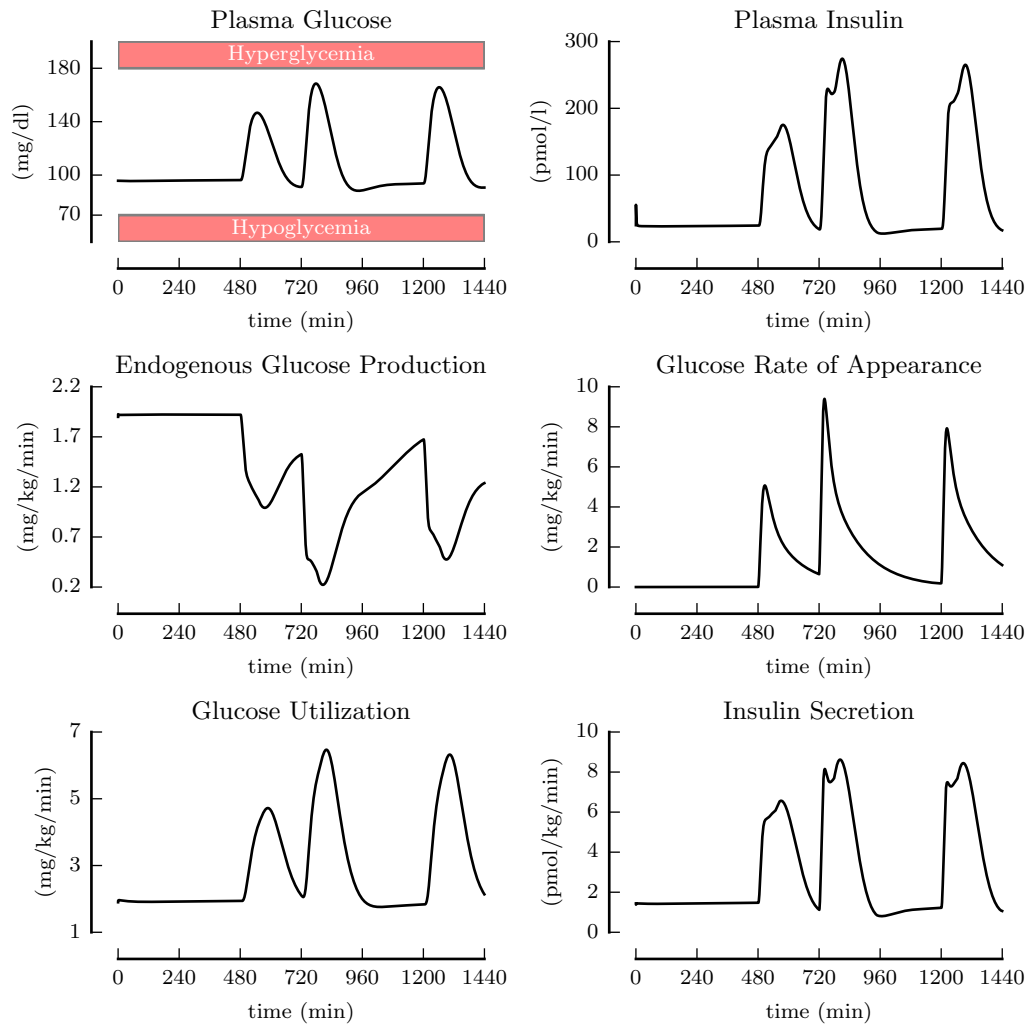 Plasma Glucose
Hyperglycemia
180
140
100
70
Hypoglycemia
(mg/dl)
0 240 480 720 960 1200 1440
time (min)
Plasma Insulin
300
200
100
0
(pmol/l)
0 240 480 720 960 1200 1440
time (min)
Endogenous Glucose Production
2.2
1.7
1.2
0.7
0.2
(mg/kg/min)
0 240 480 720 960 1200 1440
time (min)
Glucose Rate of Appearance
10
8
6
4
2
0
(mg/kg/min)
0 240 480 720 960 1200 1440
time (min)
Glucose Utilization
7
5
3
1
(mg/kg/min)
0 240 480 720 960 1200 1440
time (min)
Insulin Secretion
10
8
6
4
2
0
(pmol/kg/min)
0 240 480 720 960 1200 1440
time (min)